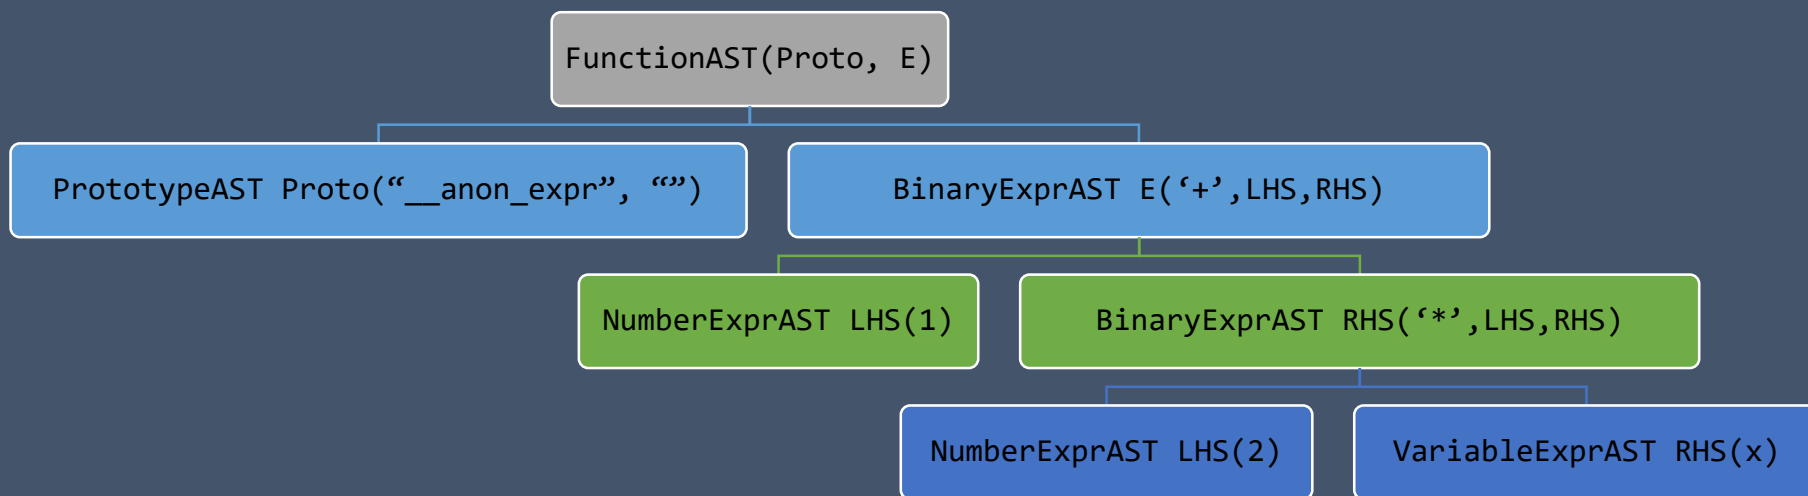 FunctionAST(Proto, E)
PrototypeAST Proto(“__anon_expr”, “”)
BinaryExprAST E(‘+’,LHS,RHS)
NumberExprAST LHS(1)
BinaryExprAST RHS(‘*’,LHS,RHS)
NumberExprAST LHS(2)
VariableExprAST RHS(x)